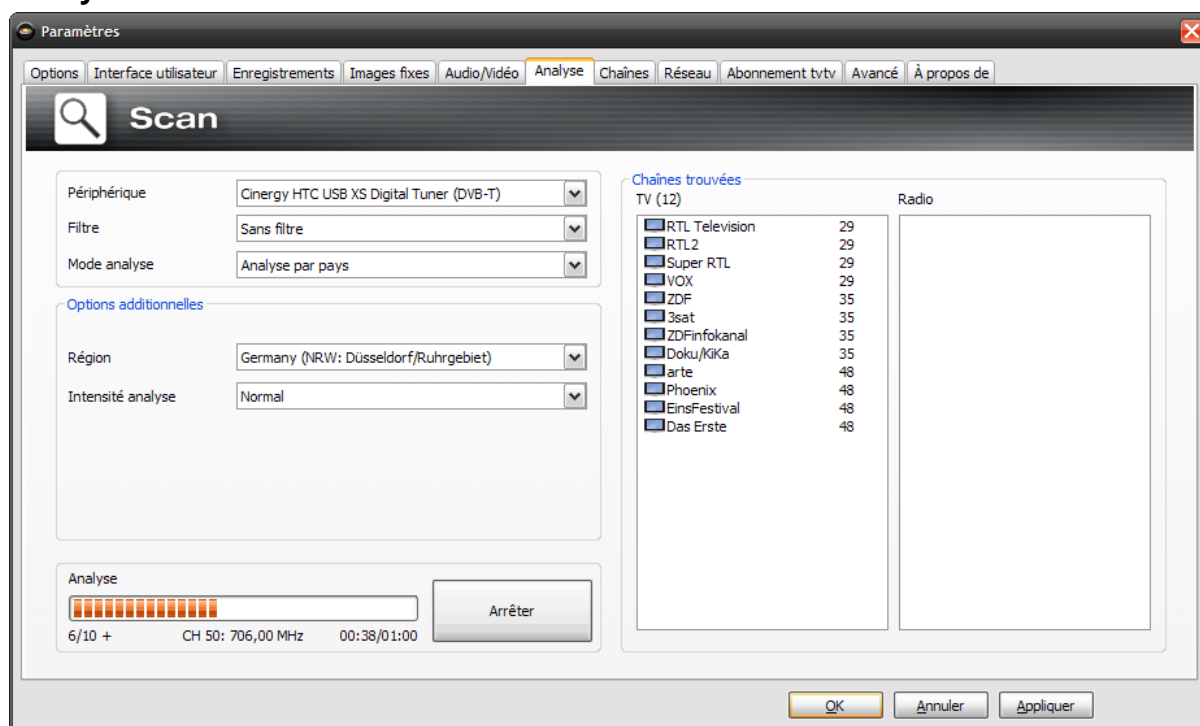 Paramètres
Options Interface utilisateur Enregistrements Images fixes Audio/Vidéo Analyse Chaînes Réseau Abonnement tvtv Avancé À propos de
Scan
Périphérique Cinergy HTC USB XS Digital Tuner (DVB-T)
Filtre Sans filtre
Mode analyse Analyse par pays
Options additionnelles
Région Germany (NRW: Düsseldorf/Ruhrgebiet)
Intensité analyse Normal
Analyse
6/10 + CH 50: 706,00 MHz 00:38/01:00
Arrêter
Chaînes trouvées
TV (12) Radio
RTL Television 29
RTL2 29
Super RTL 29
VOX 29
ZDF 35
3sat 35
ZDFinfokanal 35
Doku/KiKa 35
arte 48
Phoenix 48
EinsFestival 48
Das Erste 48
OK Annuler Appliquer